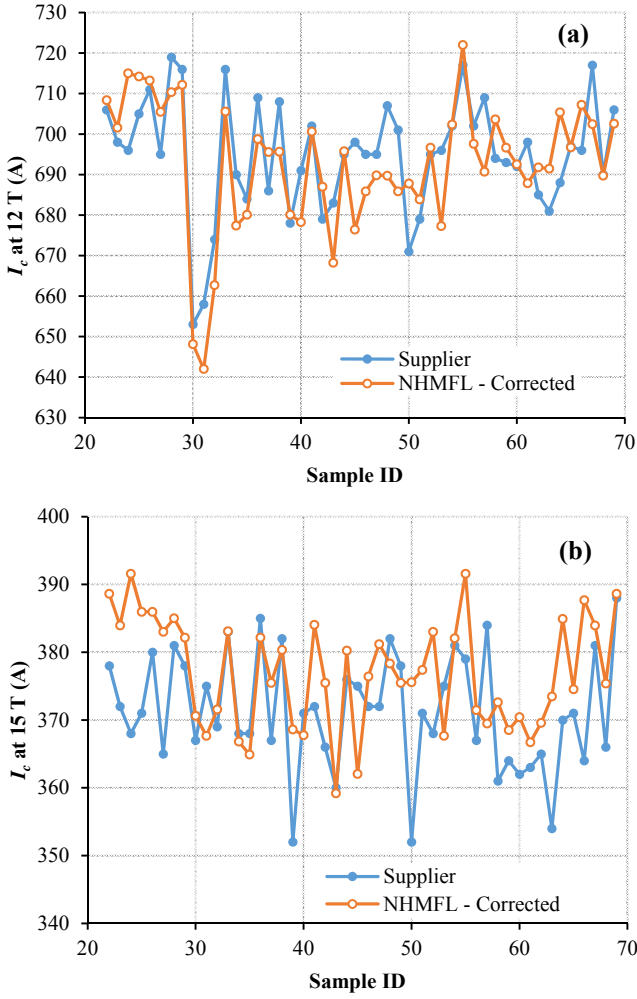 (a)
730
720
710
700
690
680
670
660
650
640
630
I_c at 12 T (A)
Supplier
NHMFL - Corrected
20 30 40 50 60 70
Sample ID
(b)
400
390
380
370
360
350
340
I_c at 15 T (A)
Supplier
NHMFL - Corrected
20 30 40 50 60 70
Sample ID